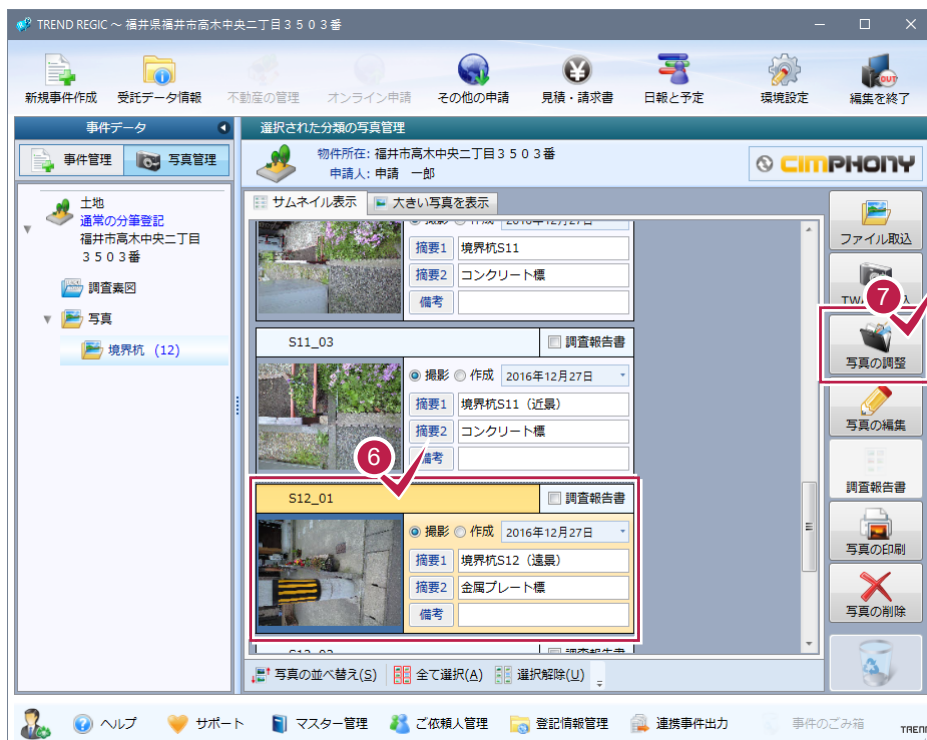 TREND REGIC ～ 福井県福井市高木中央二丁目３５０３番
新規事件作成 受託データ情報 不動産の管理 オンライン申請 その他の申請 見積・請求書 日報と予定 環境設定 編集を終了
事件データ
選択された分類の写真管理
事件管理 写真管理
物件所在: 福井市高木中央二丁目３５０３番
申請人: 申請 一郎
CIMPHONY
土地
通常の分筆登記
福井市高木中央二丁目
３５０３番
調査素図
写真
境界杭 (12)
サムネイル表示 大きい写真を表示
摘要1 境界杭S11
摘要2 コンクリート標
備考
S11_03 調査報告書
撮影 作成 2016年12月27日
摘要1 境界杭S11（近景）
摘要2 コンクリート標
備考
6
S12_01 調査報告書
撮影 作成 2016年12月27日
摘要1 境界杭S12（遠景）
摘要2 金属プレート標
備考
写真の並べ替え(S) 全て選択(A) 選択解除(U)
ファイル取込
7
写真の調整
写真の編集
調査報告書
写真の印刷
写真の削除
OUT
ヘルプ サポート マスター管理 ご依頼人管理 登記情報管理 連携事件出力 事件のごみ箱